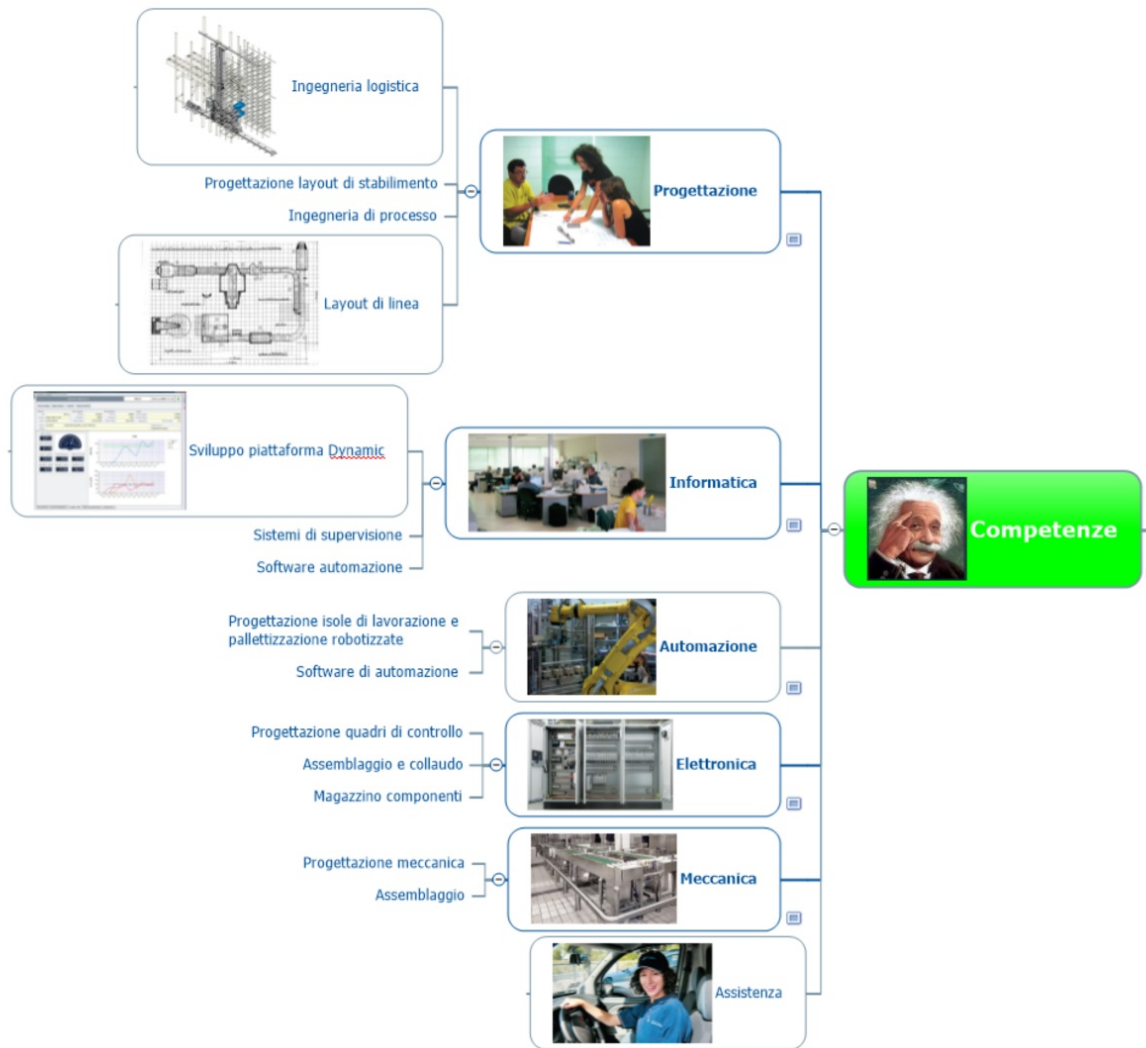 Ingegneria logistica
Progettazione layout di stabilimento
Ingegneria di processo
Layout di linea
Progettazione
Sviluppo piattaforma Dynamic
Sistemi di supervisione
Software automazione
Informatica
Competenze
Progettazione isole di lavorazione e
pallettizzazione robotizzate
Software di automazione
Automazione
Progettazione quadri di controllo
Assemblaggio e collaudo
Magazzino componenti
Elettronica
Progettazione meccanica
Assemblaggio
Meccanica
Assistenza